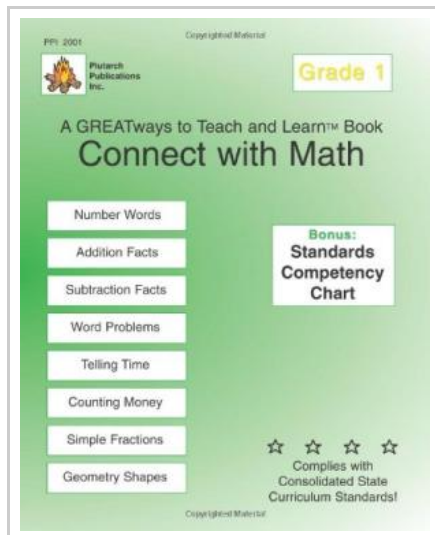 Copyrighted Material
PPI 2001
Plutarch
Publications
Inc.
Grade 1
A GREATways to Teach and Learn™ Book
Connect with Math
Number Words
Addition Facts
Subtraction Facts
Word Problems
Telling Time
Counting Money
Simple Fractions
Geometry Shapes
Bonus:
Standards
Competency
Chart
Complies with
Consolidated State
Curriculum Standards!
Copyrighted Material